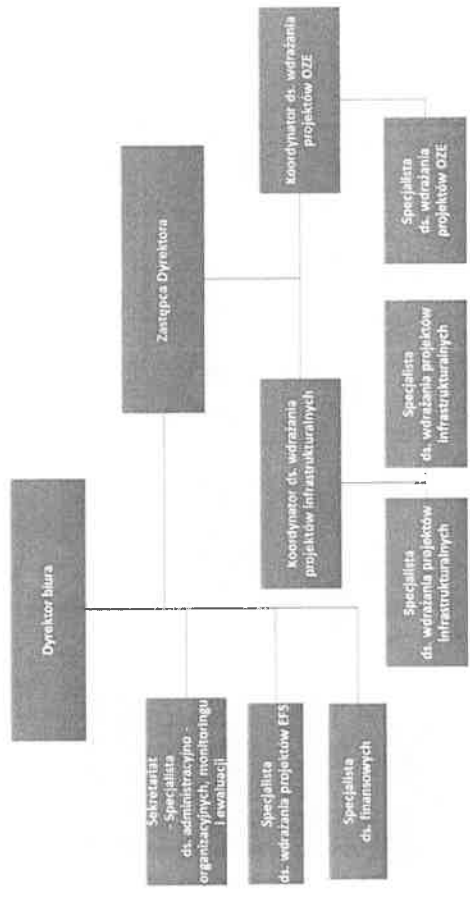 Dyrektor biura
Zastępca Dyrektora
Sekretariat
- Specjalista
ds. administracyjno -
organizacyjnych, monitoringu
i ewaluacji
Specjalista
ds. wdrażania projektów EFS
Specjalista
ds. finansowych
Koordynator ds. wdrażania
projektów infrastrukturalnych
Koordynator ds. wdrażania
projektów OZE
Specjalista
ds. wdrażania projektów
infrastrukturalnych
Specjalista
ds. wdrażania projektów
infrastrukturalnych
Specjalista
ds. wdrażania
projektów OZE